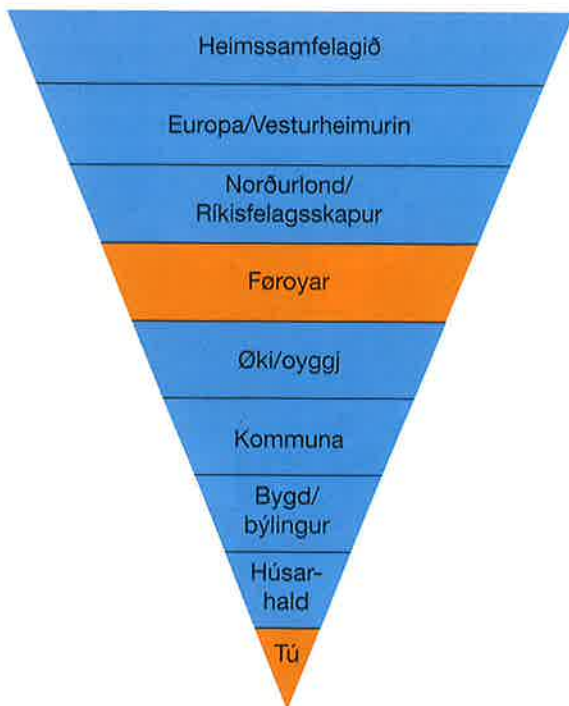 Heimssamfelagið
Europa/Vesturheimurin
Norðurlond/
Ríkisfelagsskapur
Føroyar
Øki/oyggj
Kommuna
Bygd/
býlingur
Húsar-
hald
Tú